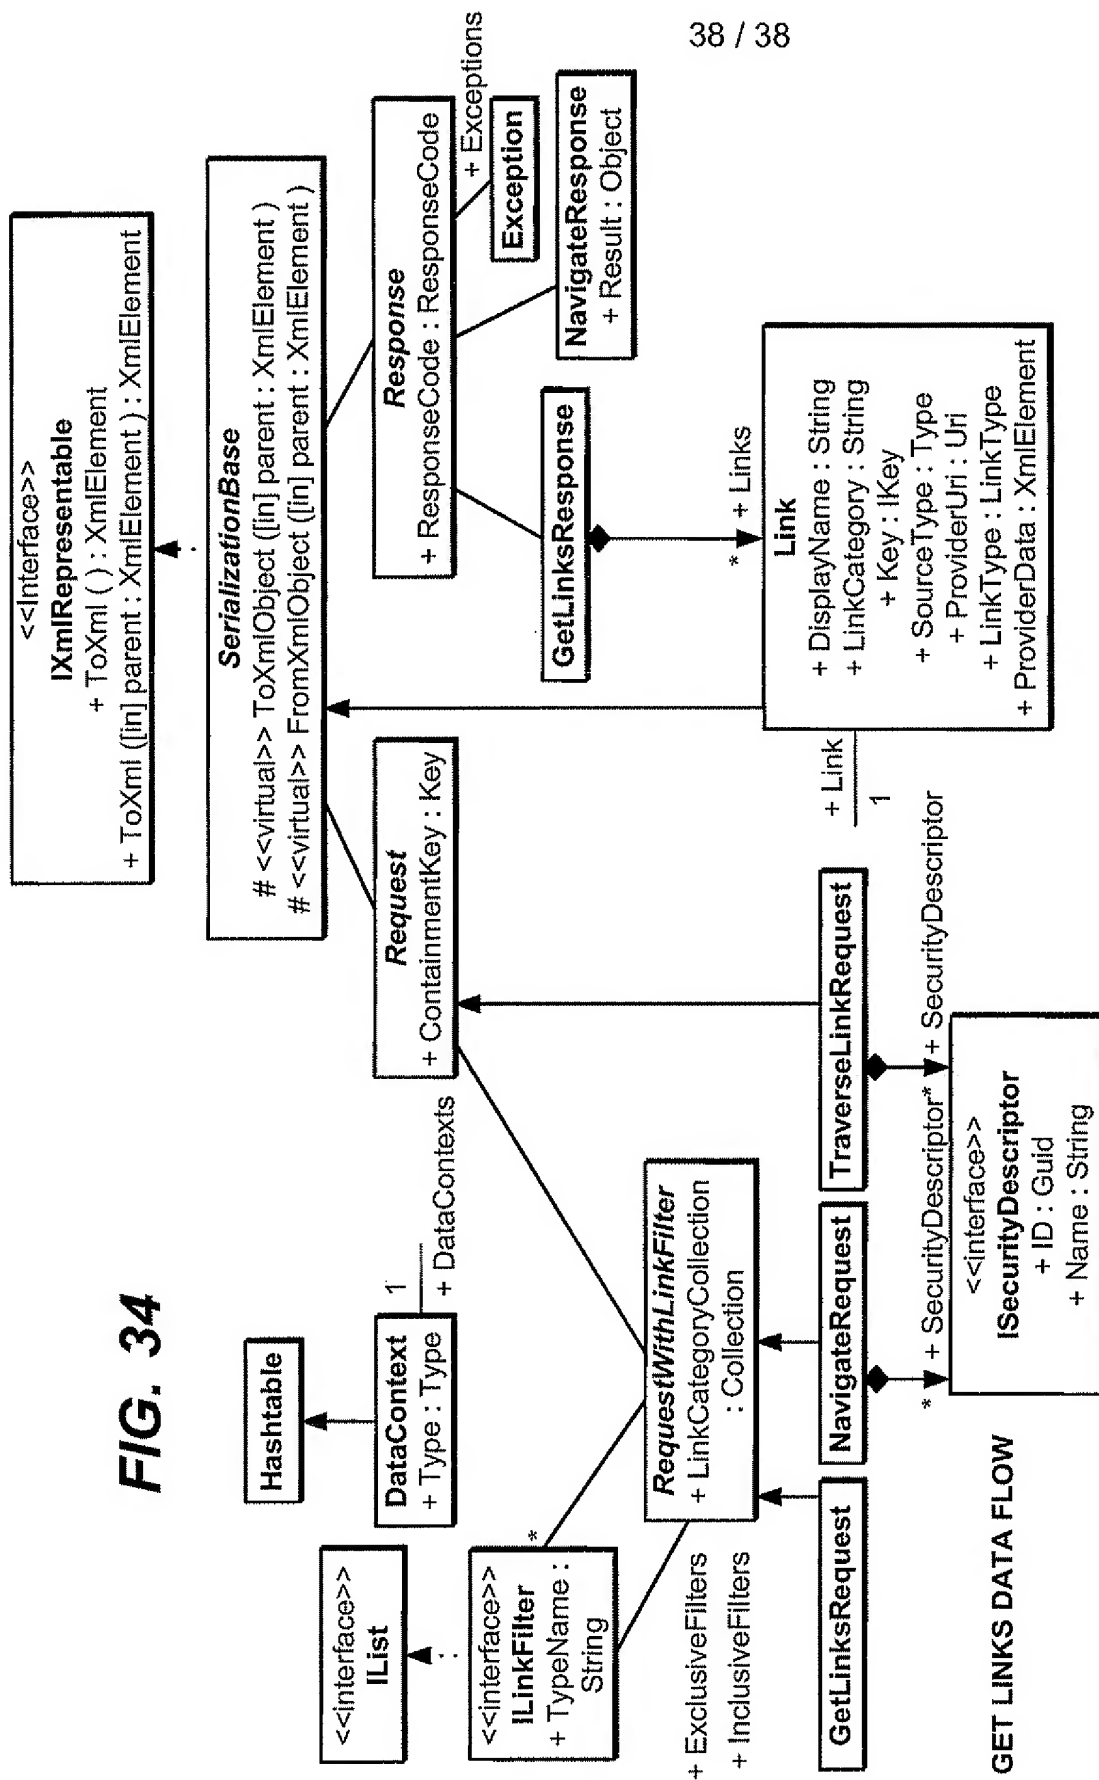 38 / 38
FIG. 34
<<Interface>>
IXmlRepresentable
+ ToXml ( ) : XmlElement
+ ToXml ([in] parent : XmlElement ) : XmlElement
SerializationBase
# <<virtual>> ToXmlObject ([in] parent : XmlElement )
# <<virtual>> FromXmlObject ([in] parent : XmlElement )
Hashtable
DataContext
+ Type : Type
1
+ DataContexts
Request
+ ContainmentKey : Key
Response
+ ResponseCode : ResponseCode
+ Exceptions
Exception
<<interface>>
IList
<<interface>>
ILinkFilter
+ TypeName :
String
*
+ ExclusiveFilters
+ InclusiveFilters
RequestWithLinkFilter
+ LinkCategoryCollection
: Collection
GetLinksResponse
NavigateResponse
+ Result : Object
* + Links
Link
+ DisplayName : String
+ LinkCategory : String
+ Key : IKey
+ SourceType : Type
+ ProviderUri : Uri
+ LinkType : LinkType
+ ProviderData : XmlElement
+ Link
1
GetLinksRequest
NavigateRequest
TraverseLinkRequest
* + SecurityDescriptor* + SecurityDescriptor
<<interface>>
ISecurityDescriptor
+ ID : Guid
+ Name : String
GET LINKS DATA FLOW